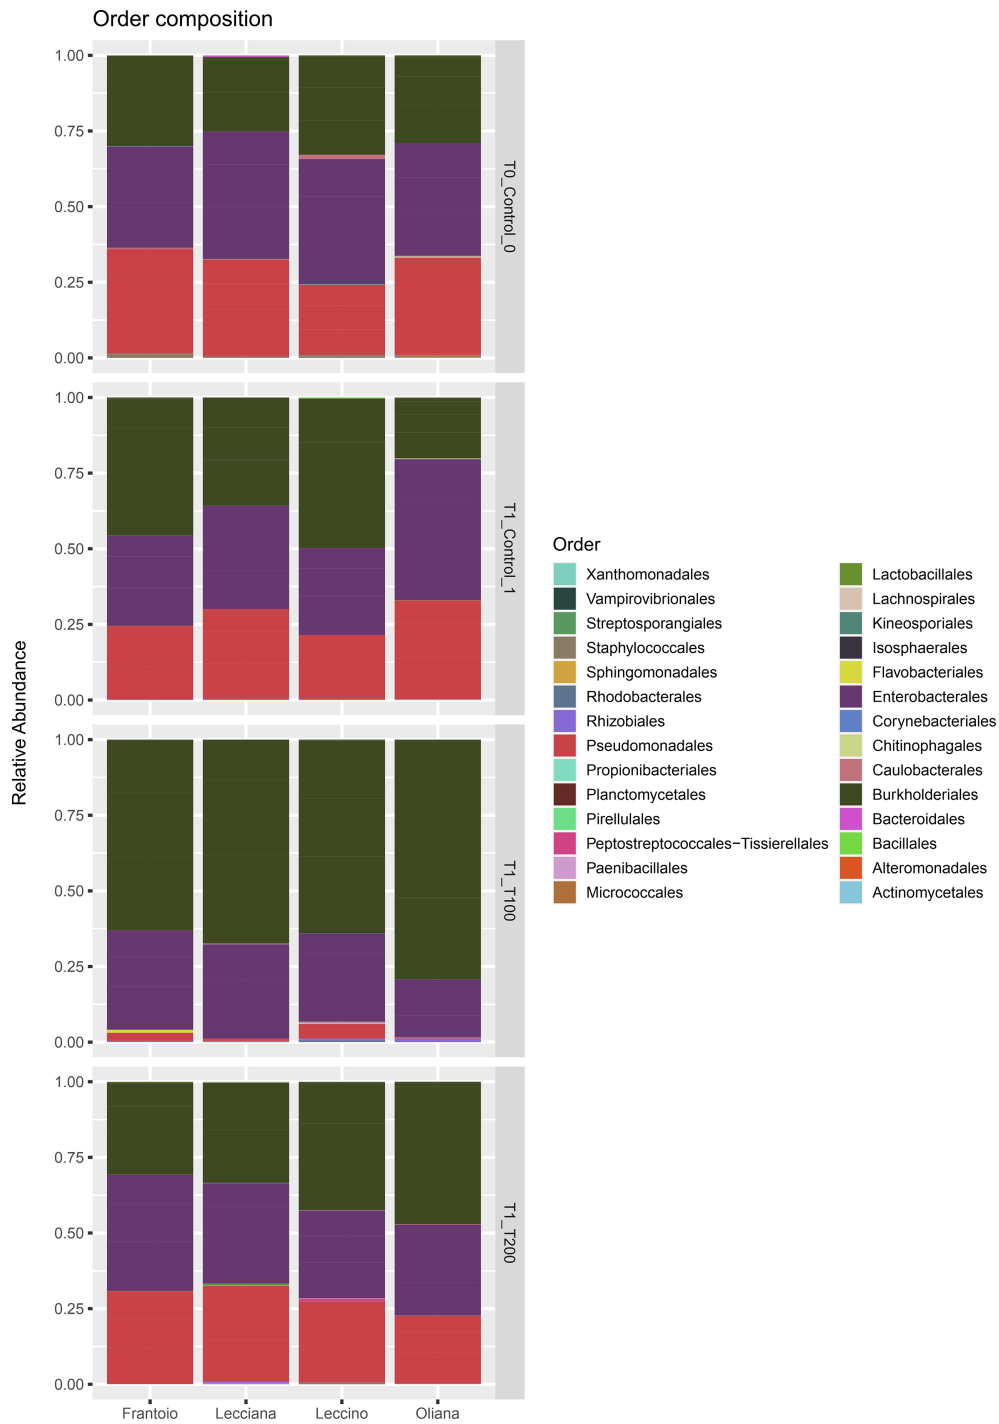 Order composition
1.00
0.75
0.50
0.25
0.00
T0_Control_0
1.00
0.75
0.50
0.25
0.00
T1_Control_1
1.00
0.75
0.50
0.25
0.00
T1_T100
1.00
0.75
0.50
0.25
0.00
T1_T200
Relative Abundance
Frantoio
Lecciana
Leccino
Oliana
Order
Xanthomonadales
Vampirovibrionales
Streptosporangiales
Staphylococcales
Sphingomonadales
Rhodobacterales
Rhizobiales
Pseudomonadales
Propionibacteriales
Planctomycetales
Pirellulales
Peptostreptococcales−Tissierellales
Paenibacillales
Micrococcales
Lactobacillales
Lachnospirales
Kineosporiales
Isosphaerales
Flavobacteriales
Enterobacterales
Corynebacteriales
Chitinophagales
Caulobacterales
Burkholderiales
Bacteroidales
Bacillales
Alteromonadales
Actinomycetales